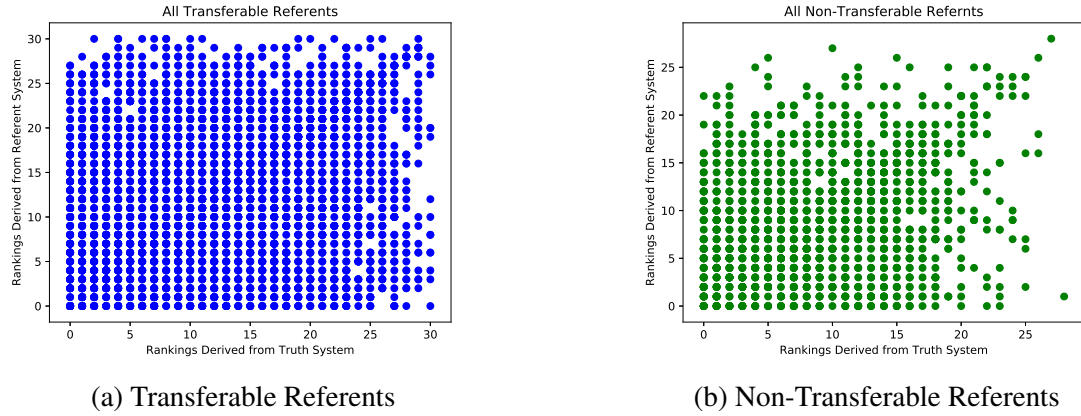 All Transferable Referents
Rankings Derived from Referent System
30
25
20
15
10
5
0
0 5 10 15 20 25 30
Rankings Derived from Truth System
(a) Transferable Referents
All Non-Transferable Refernts
Rankings Derived from Referent System
25
20
15
10
5
0
0 5 10 15 20 25
Rankings Derived from Truth System
(b) Non-Transferable Referents